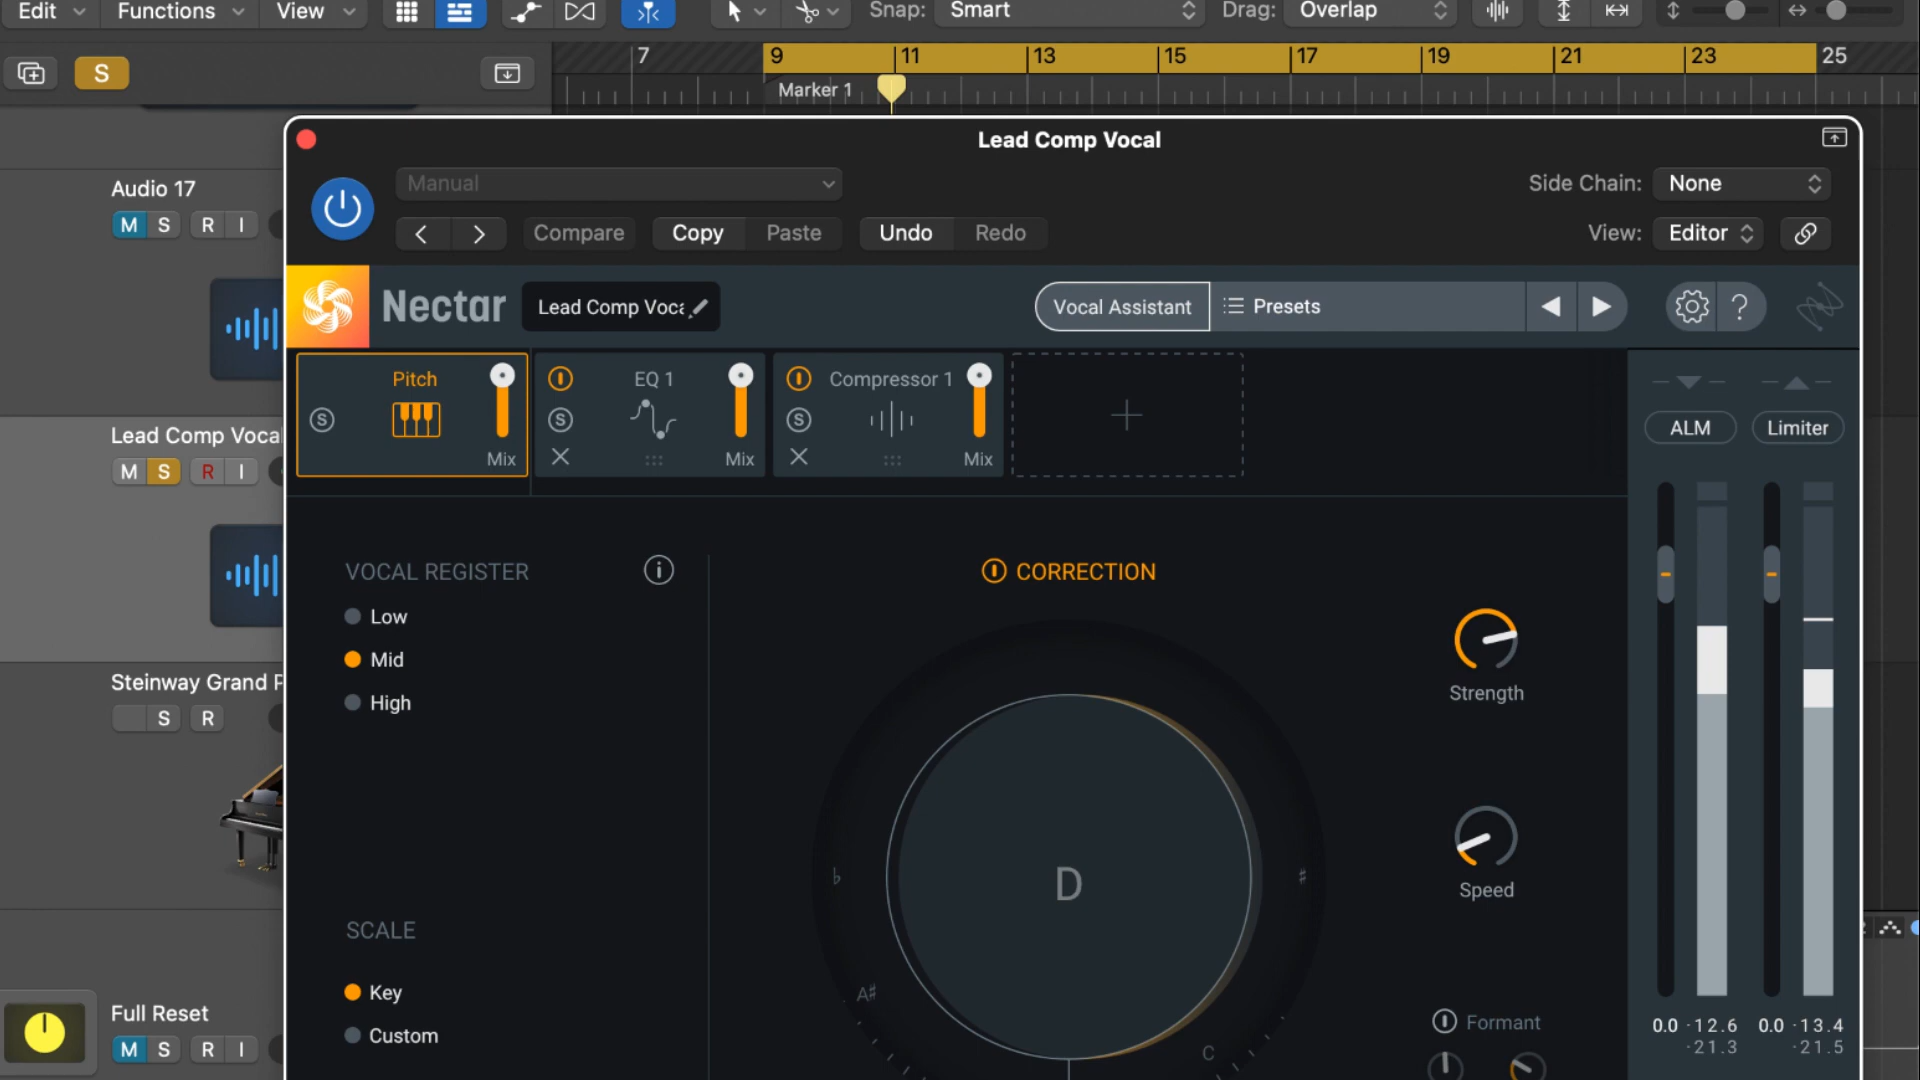 Edit Functions View Snap: Smart Drag: Overlap
S 7 9 11 13 15 17 19 21 23 25
Marker 1
Lead Comp Vocal
Audio 17
M S R I
Manual
Side Chain: None
Compare Copy Paste Undo Redo
View: Editor
Nectar Lead Comp Voca Vocal Assistant Presets ?
Pitch EQ 1 Compressor 1
S S S
Mix Mix Mix
ALM Limiter
Lead Comp Vocal
M S R I
VOCAL REGISTER i CORRECTION
Low
Mid
High
Strength
Steinway Grand P
S R
Speed
D
♭ ♯
SCALE
Key
A♯
Custom
C
Formant
Full Reset
M S R I
0.0 -12.6 0.0 -13.4
-21.3 -21.5